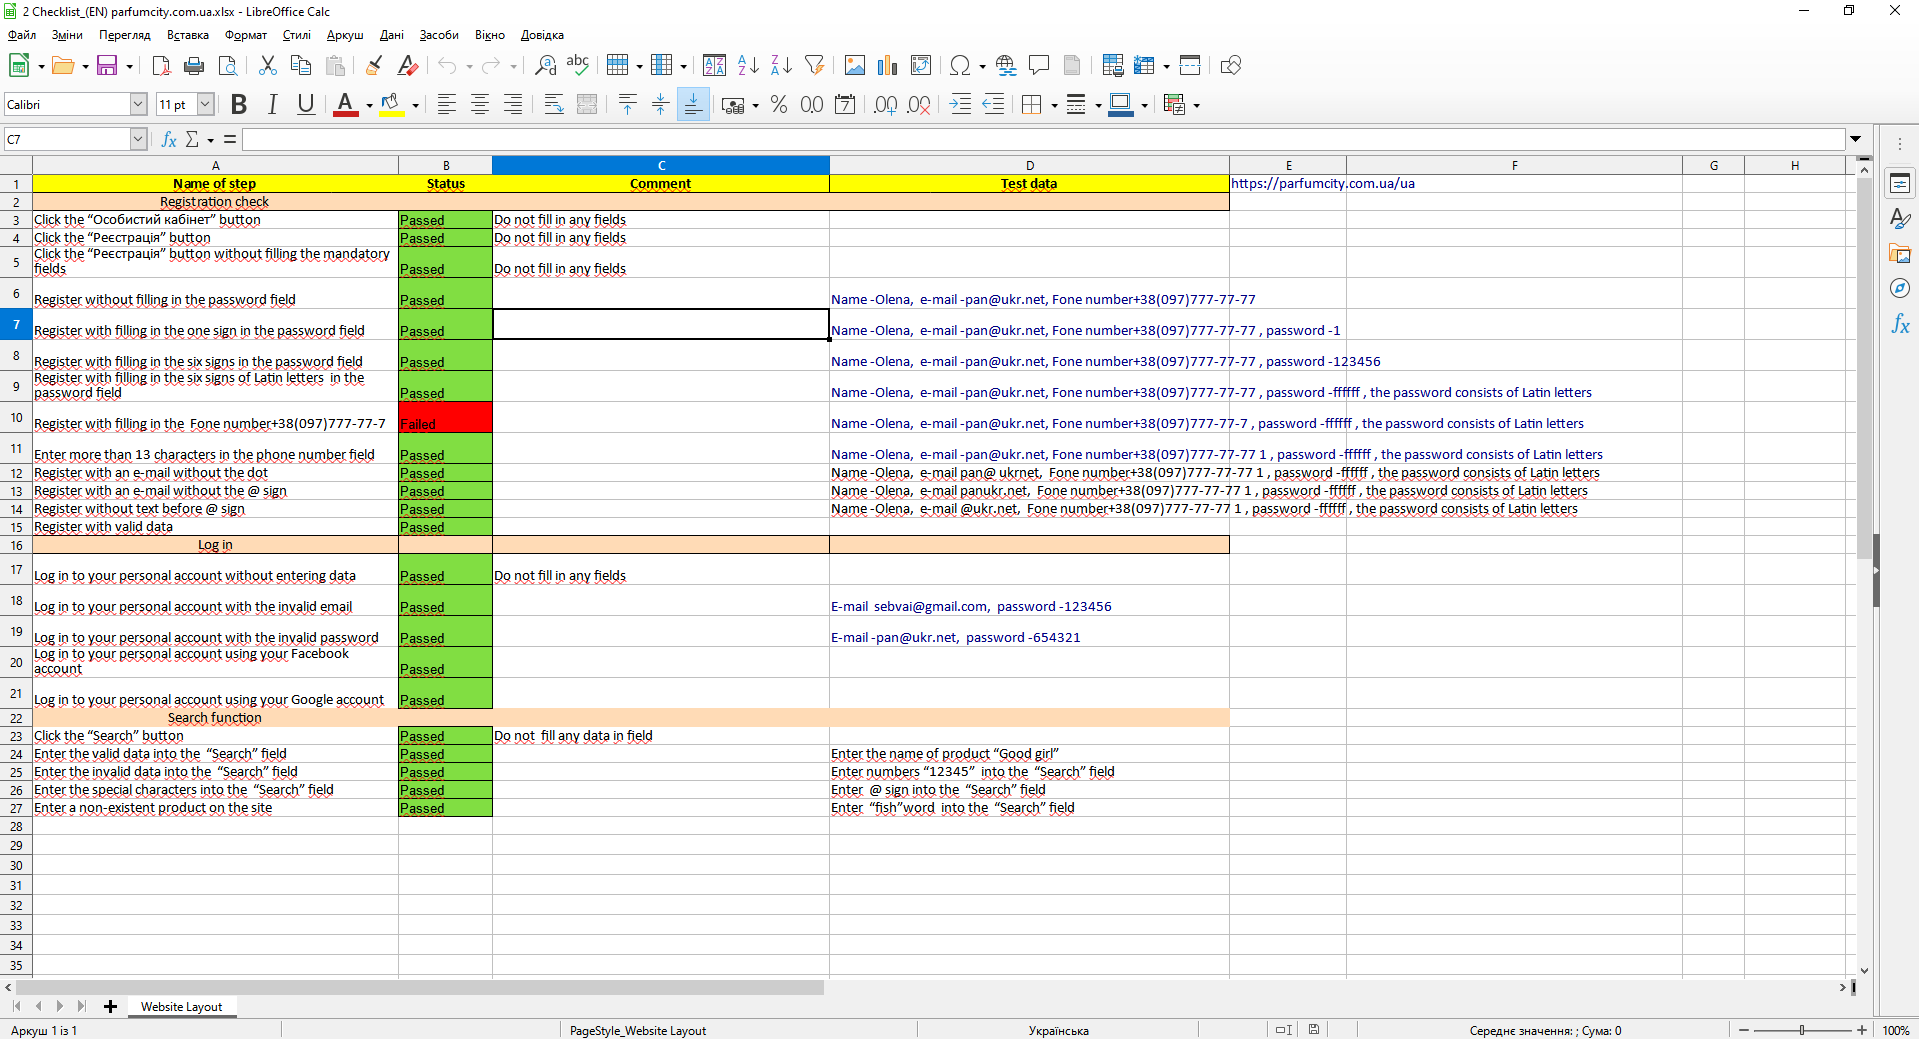 2 Checklist_(EN) parfumcity.com.ua.xlsx - LibreOffice Calc
Файл Зміни Перегляд Вставка Формат Стилі Аркуш Дані Засоби Вікно Довідка
Calibri 11 pt
C7
A B C D E F G H
1 Name of step Status Comment Test data https://parfumcity.com.ua/ua
2 Registration check
3 Click the “Особистий кабінет” button Passed Do not fill in any fields
4 Click the “Реєстрація” button Passed Do not fill in any fields
Click the “Реєстрація” button without filling the mandatory
5 fields Passed Do not fill in any fields
6 Register without filling in the password field Passed Name -Olena, e-mail -pan@ukr.net, Fone number+38(097)777-77-77
7 Register with filling in the one sign in the password field Passed Name -Olena, e-mail -pan@ukr.net, Fone number+38(097)777-77-77 , password -1
8 Register with filling in the six signs in the password field Passed Name -Olena, e-mail -pan@ukr.net, Fone number+38(097)777-77-77 , password -123456
Register with filling in the six signs of Latin letters in the
9 password field Passed Name -Olena, e-mail -pan@ukr.net, Fone number+38(097)777-77-77 , password -ffffff , the password consists of Latin letters
10 Register with filling in the Fone number+38(097)777-77-7 Failed Name -Olena, e-mail -pan@ukr.net, Fone number+38(097)777-77-7 , password -ffffff , the password consists of Latin letters
11 Enter more than 13 characters in the phone number field Passed Name -Olena, e-mail -pan@ukr.net, Fone number+38(097)777-77-77 1 , password -ffffff , the password consists of Latin letters
12 Register with an e-mail without the dot Passed Name -Olena, e-mail pan@ ukrnet, Fone number+38(097)777-77-77 1 , password -ffffff , the password consists of Latin letters
13 Register with an e-mail without the @ sign Passed Name -Olena, e-mail panukr.net, Fone number+38(097)777-77-77 1 , password -ffffff , the password consists of Latin letters
14 Register without text before @ sign Passed Name -Olena, e-mail @ukr.net, Fone number+38(097)777-77-77 1 , password -ffffff , the password consists of Latin letters
15 Register with valid data Passed
16 Log in
17 Log in to your personal account without entering data Passed Do not fill in any fields
18 Log in to your personal account with the invalid email Passed E-mail sebvai@gmail.com, password -123456
19 Log in to your personal account with the invalid password Passed E-mail -pan@ukr.net, password -654321
Log in to your personal account using your Facebook
20 account Passed
21 Log in to your personal account using your Google account Passed
22 Search function
23 Click the “Search” button Passed Do not fill any data in field
24 Enter the valid data into the “Search” field Passed Enter the name of product “Good girl”
25 Enter the invalid data into the “Search” field Passed Enter numbers “12345” into the “Search” field
26 Enter the special characters into the “Search” field Passed Enter @ sign into the “Search” field
27 Enter a non-existent product on the site Passed Enter “fish”word into the “Search” field
28
29
30
31
32
33
34
35
Website Layout
Аркуш 1 із 1 PageStyle_Website Layout Українська Середнє значення: ; Сума: 0 100%